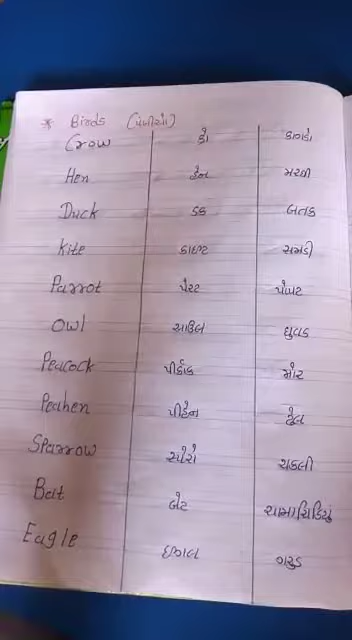 * Birds (પંખીઓ)
Crow ક્રો કાગડો
Hen હેન મરઘી
Duck ડક બતક
Kite કાઇટ સમડી
Parrot પેરટ પોપટ
Owl આઉલ ઘુવડ
Peacock પીકોક મોર
Peahen પીહેન ઢેલ
Sparrow સ્પેરો ચકલી
Bat બેટ ચામાચિડિયું
Eagle ઇગલ ગરુડ